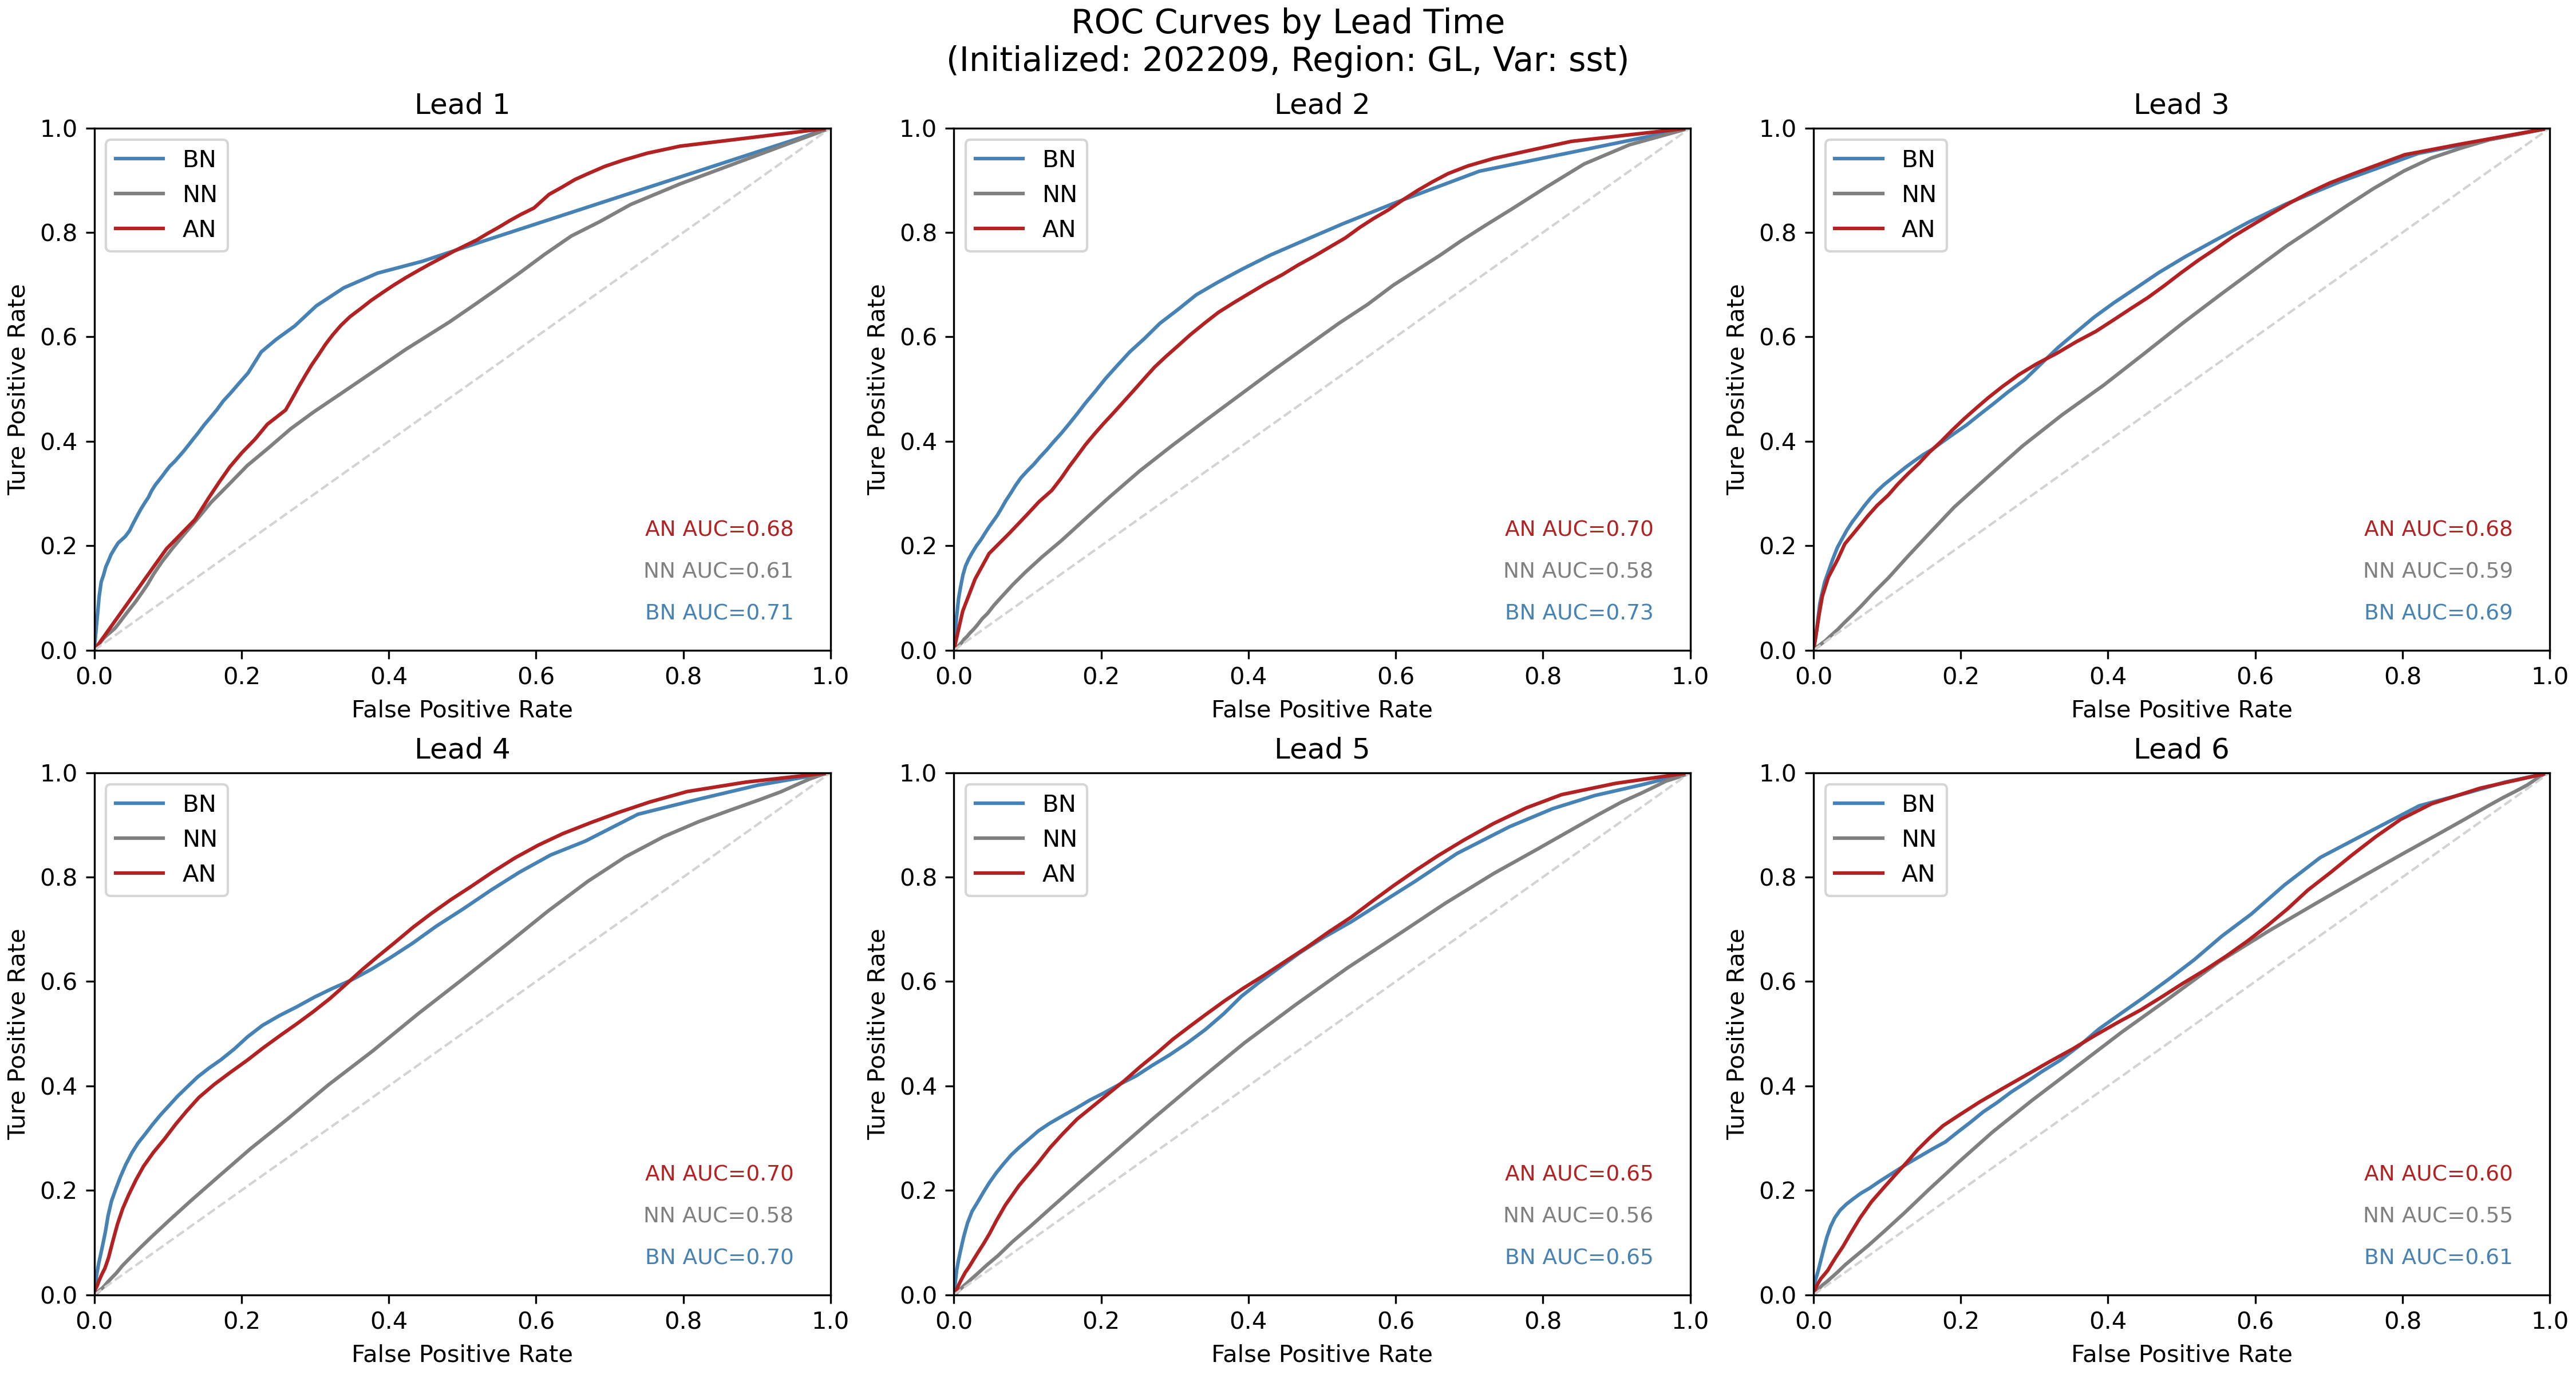 ROC Curves by Lead Time
(Initialized: 202209, Region: GL, Var: sst)
Lead 1
1.0
0.8
0.6
0.4
0.2
0.0
Ture Positive Rate
BN
NN
AN
AN AUC=0.68
NN AUC=0.61
BN AUC=0.71
0.0 0.2 0.4 0.6 0.8 1.0
False Positive Rate
Lead 2
1.0
0.8
0.6
0.4
0.2
0.0
Ture Positive Rate
BN
NN
AN
AN AUC=0.70
NN AUC=0.58
BN AUC=0.73
0.0 0.2 0.4 0.6 0.8 1.0
False Positive Rate
Lead 3
1.0
0.8
0.6
0.4
0.2
0.0
Ture Positive Rate
BN
NN
AN
AN AUC=0.68
NN AUC=0.59
BN AUC=0.69
0.0 0.2 0.4 0.6 0.8 1.0
False Positive Rate
Lead 4
1.0
0.8
0.6
0.4
0.2
0.0
Ture Positive Rate
BN
NN
AN
AN AUC=0.70
NN AUC=0.58
BN AUC=0.70
0.0 0.2 0.4 0.6 0.8 1.0
False Positive Rate
Lead 5
1.0
0.8
0.6
0.4
0.2
0.0
Ture Positive Rate
BN
NN
AN
AN AUC=0.65
NN AUC=0.56
BN AUC=0.65
0.0 0.2 0.4 0.6 0.8 1.0
False Positive Rate
Lead 6
1.0
0.8
0.6
0.4
0.2
0.0
Ture Positive Rate
BN
NN
AN
AN AUC=0.60
NN AUC=0.55
BN AUC=0.61
0.0 0.2 0.4 0.6 0.8 1.0
False Positive Rate